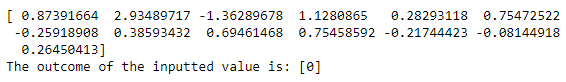 [ 0.87391664 2.93489717 -1.36289678 1.1280865 0.28293118 0.75472522
-0.25918908 0.38593432 0.69461468 0.75458592 -0.21744423 -0.08144918
0.26450413]
The outcome of the inputted value is: [0]